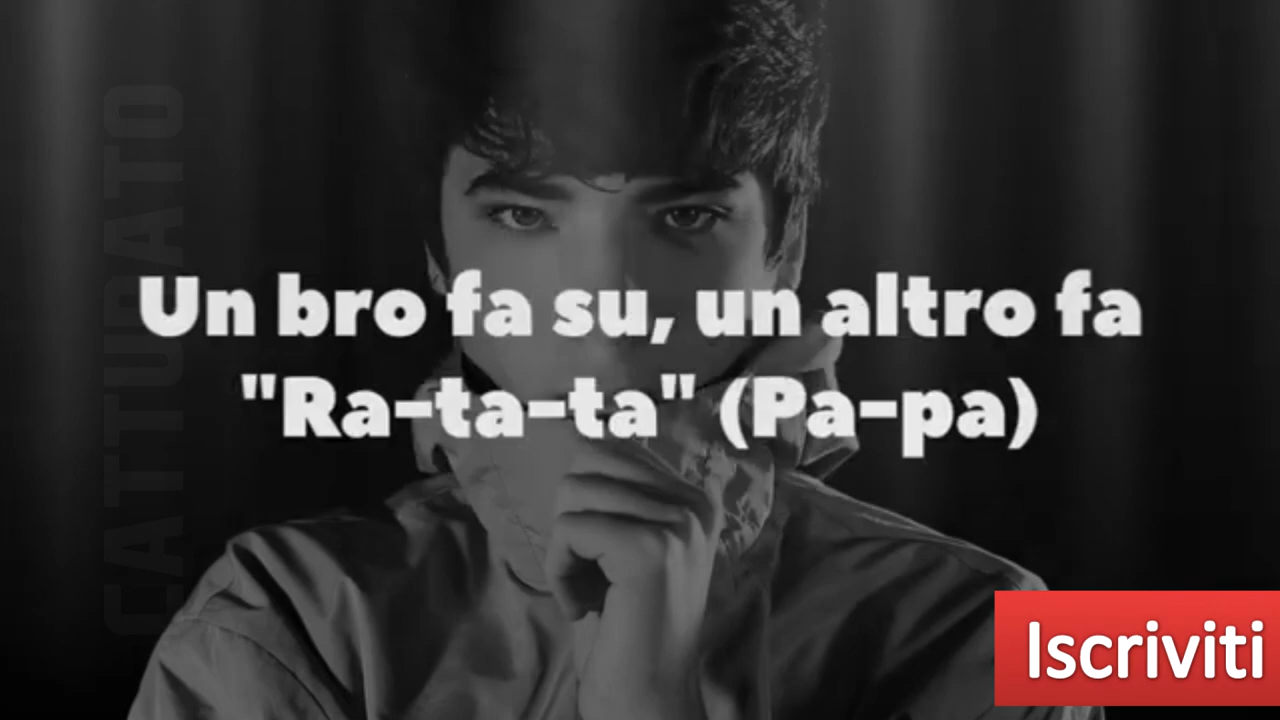 CATTURATO
Un bro fa su, un altro fa
"Ra-ta-ta" (Pa-pa)
Iscriviti